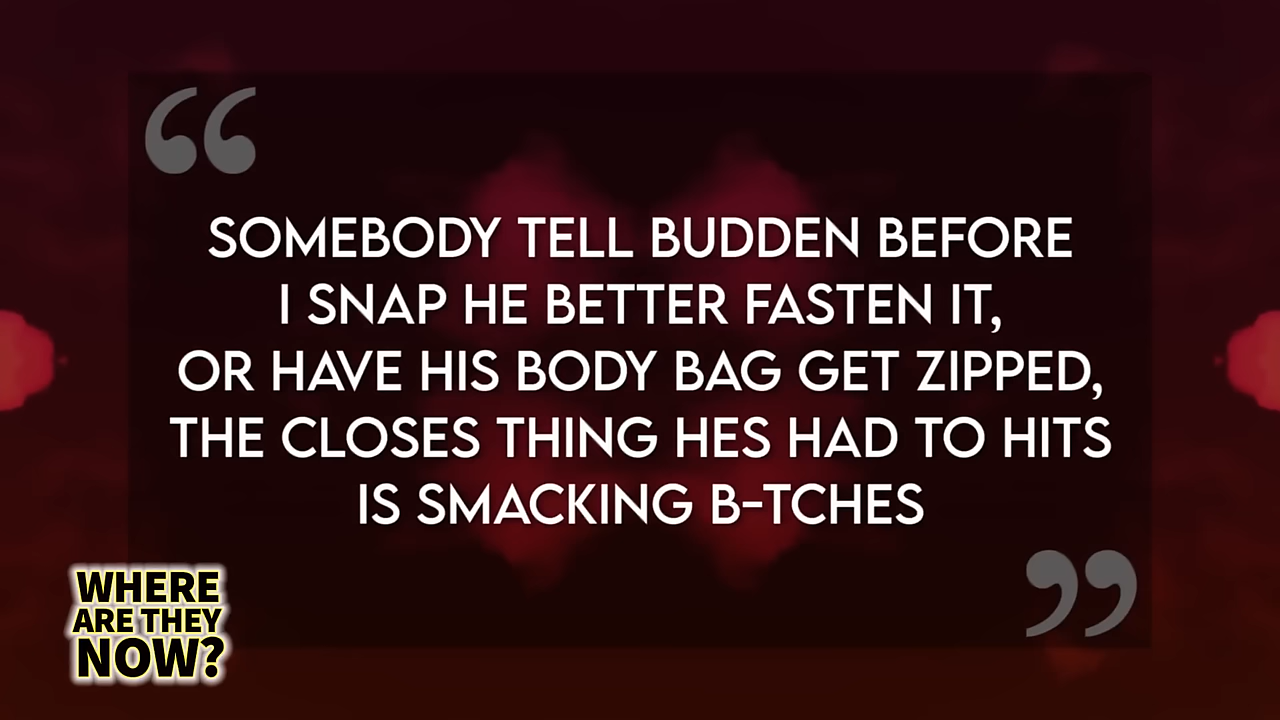 “
SOMEBODY TELL BUDDEN BEFORE
I SNAP HE BETTER FASTEN IT,
OR HAVE HIS BODY BAG GET ZIPPED,
THE CLOSES THING HES HAD TO HITS
IS SMACKING B-TCHES
”
WHERE
ARE THEY
NOW?